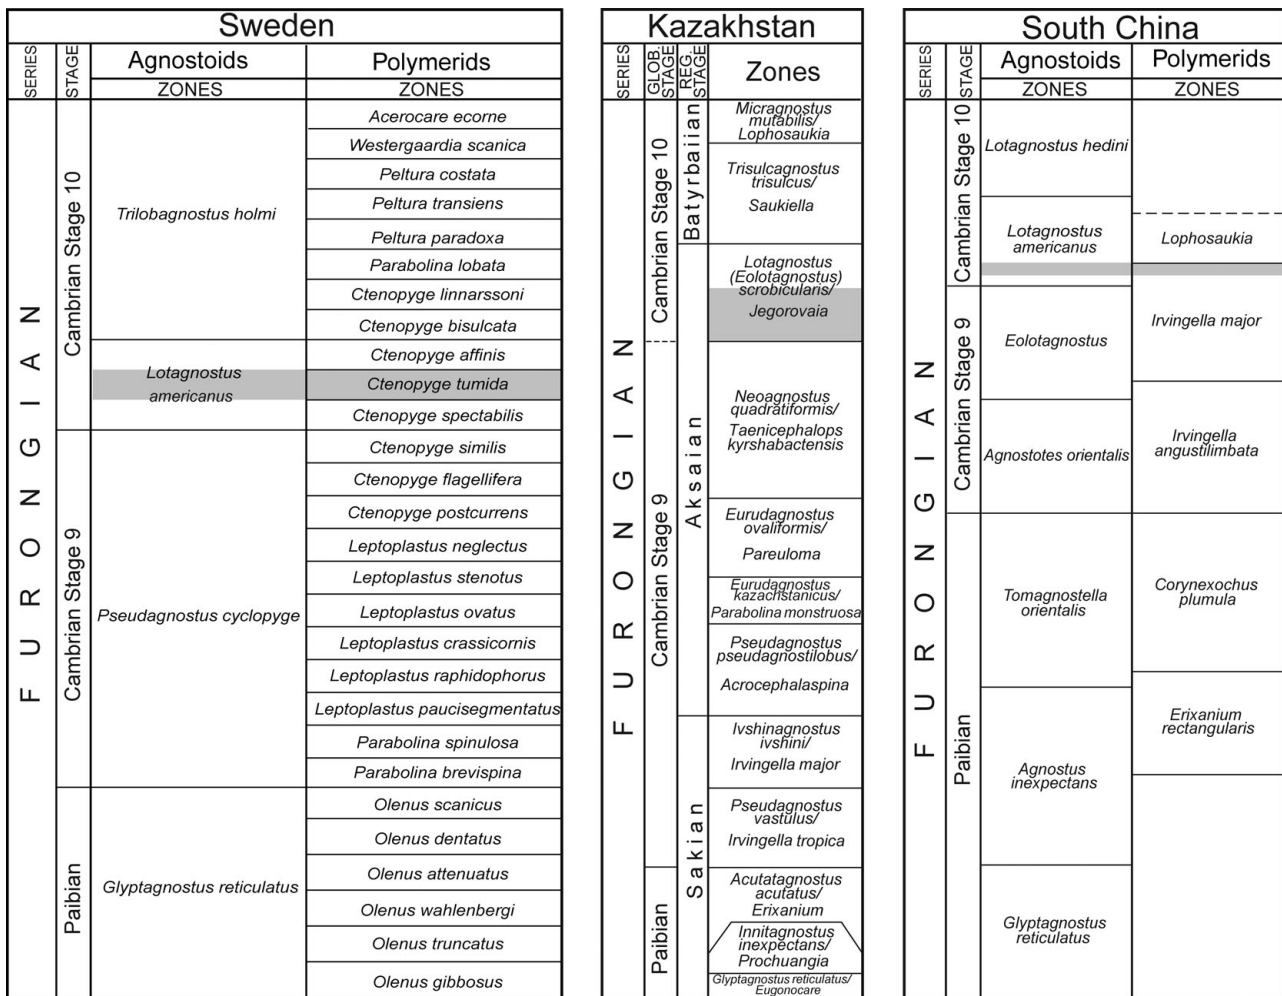 Sweden
SERIES
STAGE
Agnostoids
Polymerids
ZONES
ZONES
FURONGIAN
Cambrian Stage 10
Cambrian Stage 9
Paibian
Trilobagnostus holmi
Lotagnostus
americanus
Pseudagnostus cyclopyge
Glyptagnostus reticulatus
Acerocare ecorne
Westergaardia scanica
Peltura costata
Peltura transiens
Peltura paradoxa
Parabolina lobata
Ctenopyge linnarssoni
Ctenopyge bisulcata
Ctenopyge affinis
Ctenopyge tumida
Ctenopyge spectabilis
Ctenopyge similis
Ctenopyge flagellifera
Ctenopyge postcurrens
Leptoplastus neglectus
Leptoplastus stenotus
Leptoplastus ovatus
Leptoplastus crassicornis
Leptoplastus raphidophorus
Leptoplastus paucisegmentatus
Parabolina spinulosa
Parabolina brevispina
Olenus scanicus
Olenus dentatus
Olenus attenuatus
Olenus wahlenbergi
Olenus truncatus
Olenus gibbosus
Kazakhstan
SERIES
GLOB.
STAGE
REG.
STAGE
Zones
FURONGIAN
Cambrian Stage 10
Cambrian Stage 9
Paibian
Batyrbaiian
Aksaian
Sakian
Micragnostus
mutabilis/
Lophosaukia
Trisulcagnostus
trisulcus/
Saukiella
Lotagnostus
(Eolotagnostus)
scrobicularis/
Jegorovaia
Neoagnostus
quadratiformis/
Taenicephalops
kyrshabactensis
Eurudagnostus
ovaliformis/
Pareuloma
Eurudagnostus
kazachstanicus/
Parabolina monstruosa
Pseudagnostus
pseudagnostilobus/
Acrocephalaspina
Ivshinagnostus
ivshini/
Irvingella major
Pseudagnostus
vastulus/
Irvingella tropica
Acutatagnostus
acutatus/
Erixanium
Innitagnostus
inexpectans/
Prochuangia
Glyptagnostus reticulatus/
Eugonocare
South China
SERIES
STAGE
Agnostoids
Polymerids
ZONES
ZONES
FURONGIAN
Cambrian Stage 10
Cambrian Stage 9
Paibian
Lotagnostus hedini
Lotagnostus
americanus
Eolotagnostus
Agnostotes orientalis
Tomagnostella
orientalis
Agnostus
inexpectans
Glyptagnostus
reticulatus
Lophosaukia
Irvingella major
Irvingella
angustilimbata
Corynexochus
plumula
Erixanium
rectangularis